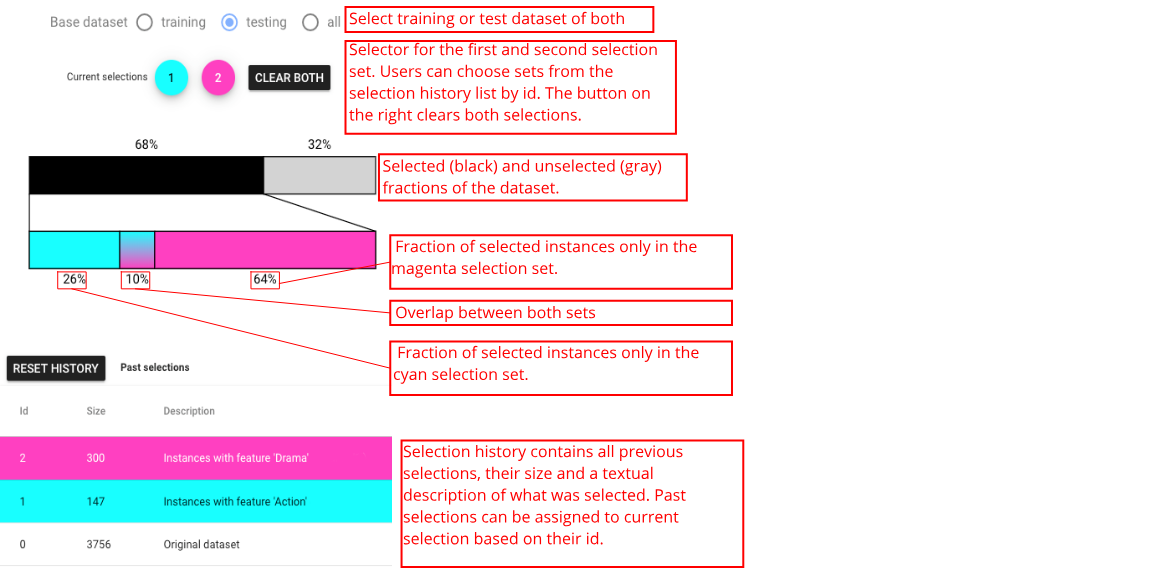 Base dataset training testing all
Select training or test dataset of both
Current selections 1 2 CLEAR BOTH
Selector for the first and second selection
set. Users can choose sets from the
selection history list by id. The button on
the right clears both selections.
68% 32%
Selected (black) and unselected (gray)
fractions of the dataset.
Fraction of selected instances only in the
magenta selection set.
26% 10% 64%
Overlap between both sets
Fraction of selected instances only in the
cyan selection set.
RESET HISTORY Past selections
Id Size Description
2 300 Instances with feature 'Drama'
1 147 Instances with feature 'Action'
0 3756 Original dataset
Selection history contains all previous
selections, their size and a textual
description of what was selected. Past
selections can be assigned to current
selection based on their id.